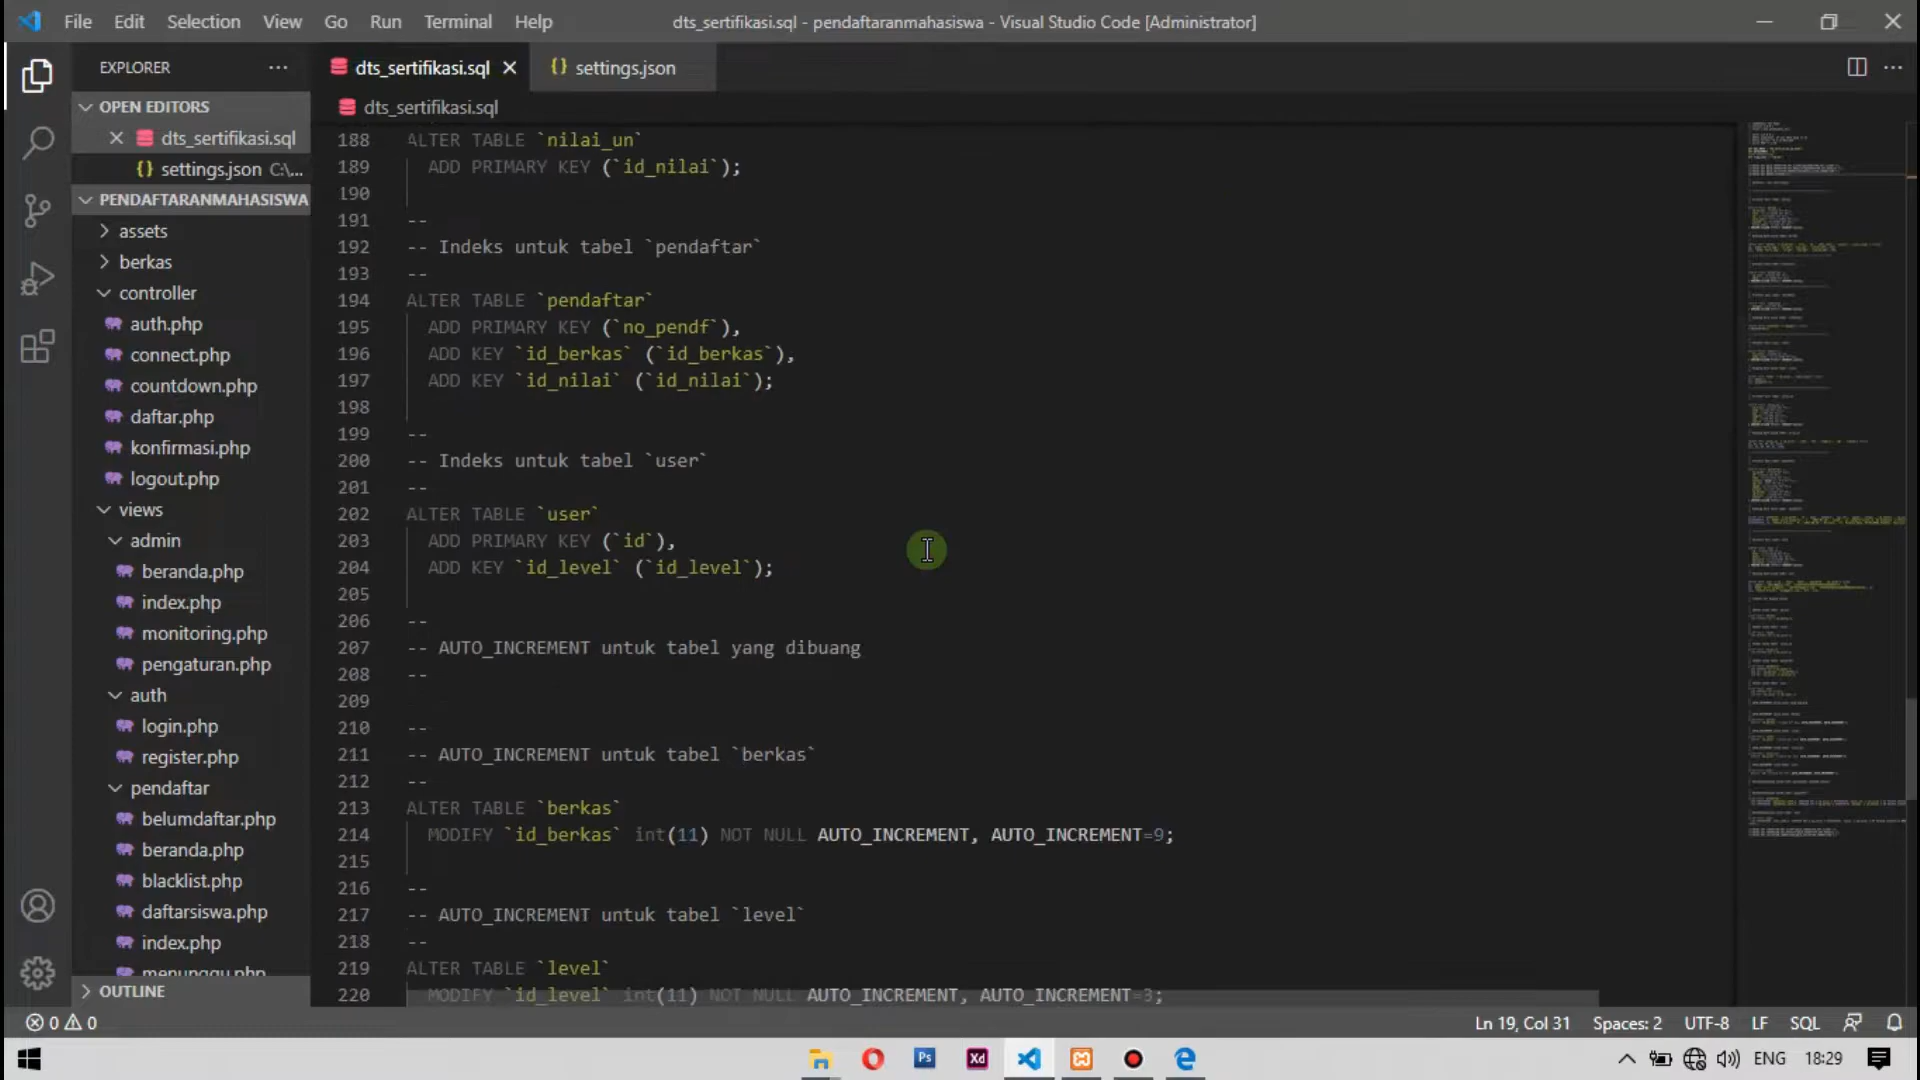 File Edit Selection View Go Run Terminal Help
dts_sertifikasi.sql - pendaftaranmahasiswa - Visual Studio Code [Administrator]
EXPLORER
OPEN EDITORS
dts_sertifikasi.sql
settings.json C:\...
PENDAFTARANMAHASISWA
assets
berkas
controller
auth.php
connect.php
countdown.php
daftar.php
konfirmasi.php
logout.php
views
admin
beranda.php
index.php
monitoring.php
pengaturan.php
auth
login.php
register.php
pendaftar
belumdaftar.php
beranda.php
blacklist.php
daftarsiswa.php
index.php
menunggu.php
OUTLINE
dts_sertifikasi.sql
{} settings.json
dts_sertifikasi.sql
188 ALTER TABLE `nilai_un`
189 ADD PRIMARY KEY (`id_nilai`);
190
191 --
192 -- Indeks untuk tabel `pendaftar`
193 --
194 ALTER TABLE `pendaftar`
195 ADD PRIMARY KEY (`no_pendf`),
196 ADD KEY `id_berkas` (`id_berkas`),
197 ADD KEY `id_nilai` (`id_nilai`);
198
199 --
200 -- Indeks untuk tabel `user`
201 --
202 ALTER TABLE `user`
203 ADD PRIMARY KEY (`id`),
204 ADD KEY `id_level` (`id_level`);
205
206 --
207 -- AUTO_INCREMENT untuk tabel yang dibuang
208 --
209
210 --
211 -- AUTO_INCREMENT untuk tabel `berkas`
212 --
213 ALTER TABLE `berkas`
214 MODIFY `id_berkas` int(11) NOT NULL AUTO_INCREMENT, AUTO_INCREMENT=9;
215
216 --
217 -- AUTO_INCREMENT untuk tabel `level`
218 --
219 ALTER TABLE `level`
220 MODIFY `id_level` int(11) NOT NULL AUTO_INCREMENT, AUTO_INCREMENT=3;
0 0
Ln 19, Col 31 Spaces: 2 UTF-8 LF SQL
Ps Xd
ENG 18:29